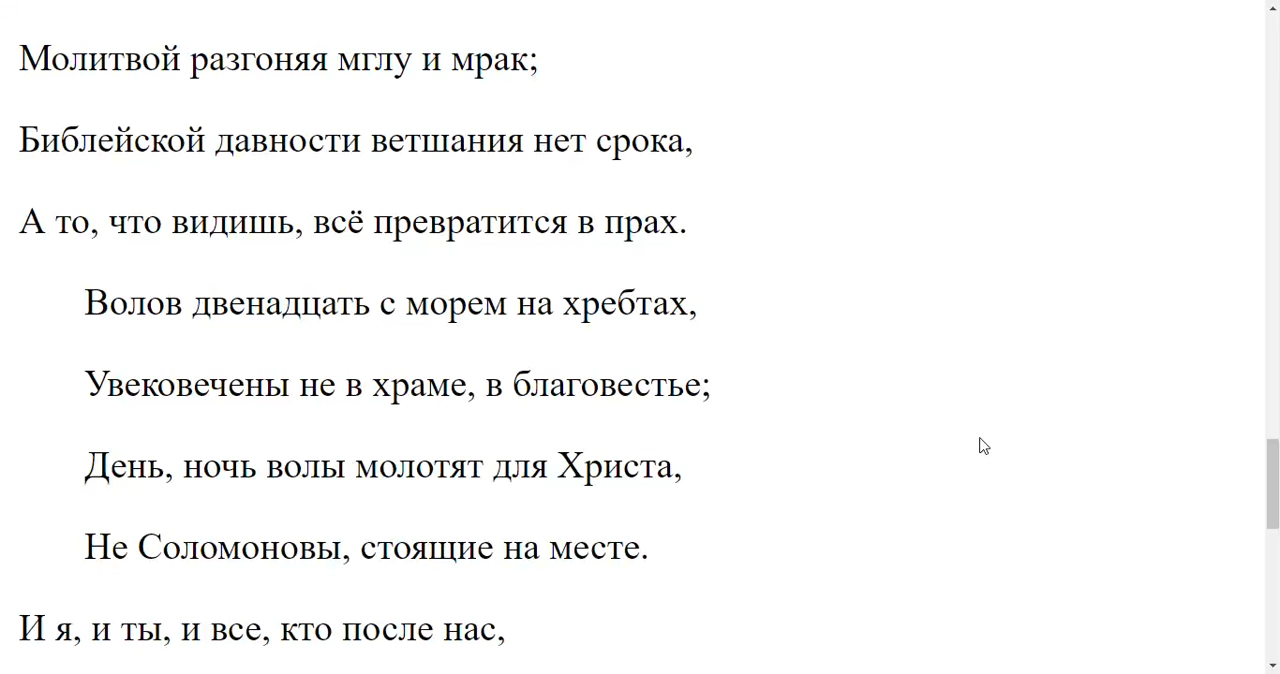 Молитвой разгоняя мглу и мрак;
Библейской давности ветшания нет срока,
А то, что видишь, всё превратится в прах.
Волов двенадцать с морем на хребтах,
Увековечены не в храме, в благовестье;
День, ночь волы молотят для Христа,
Не Соломоновы, стоящие на месте.
И я, и ты, и все, кто после нас,